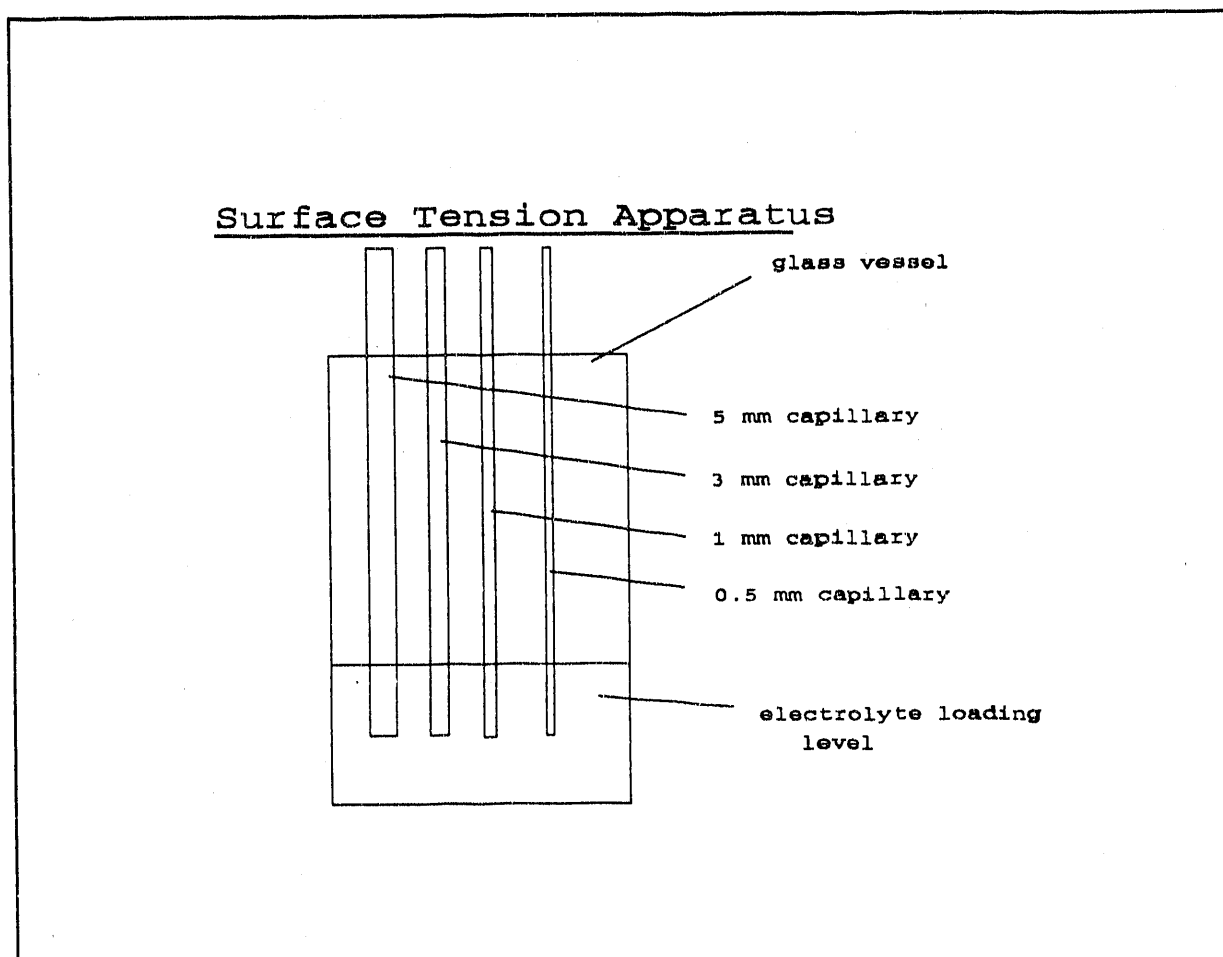 Surface Tension Apparatus
glass vessel
5 mm capillary
3 mm capillary
1 mm capillary
0.5 mm capillary
electrolyte loading
level